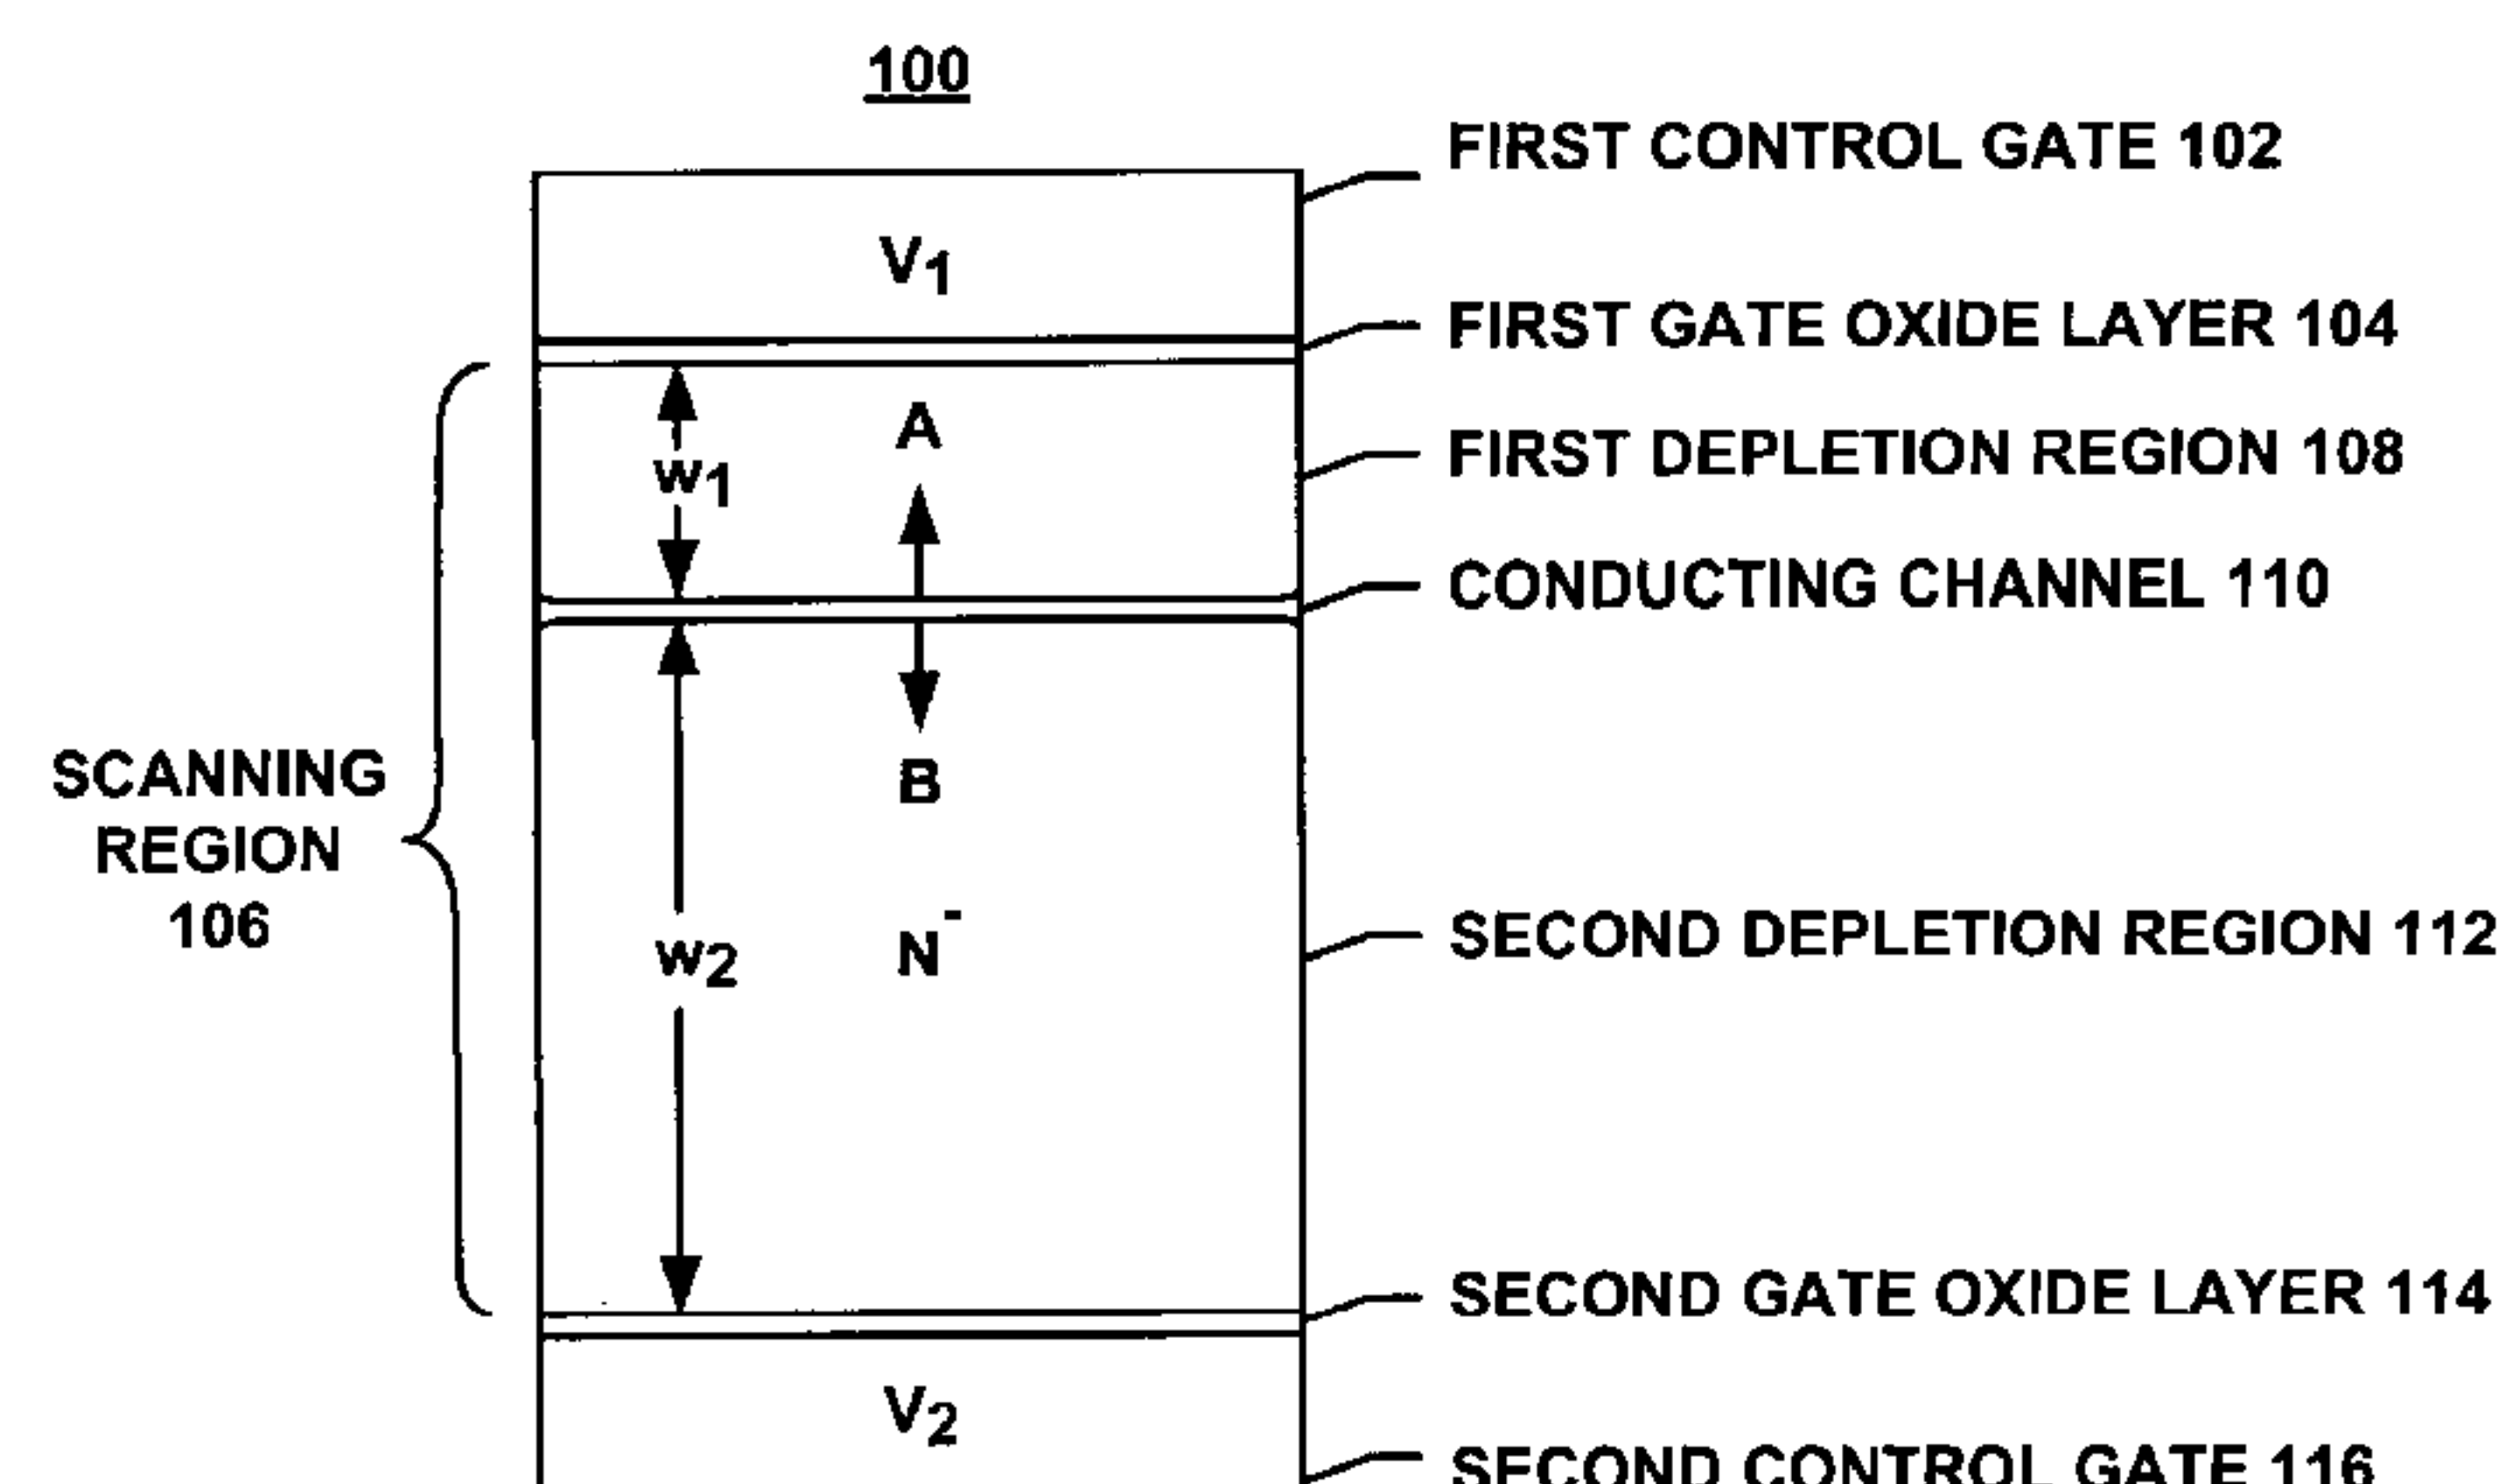 100
FIRST CONTROL GATE 102
V1
FIRST GATE OXIDE LAYER 104
A
FIRST DEPLETION REGION 108
w1
CONDUCTING CHANNEL 110
SCANNING
REGION
106
B
N-
SECOND DEPLETION REGION 112
w2
SECOND GATE OXIDE LAYER 114
V2
SECOND CONTROL GATE 116